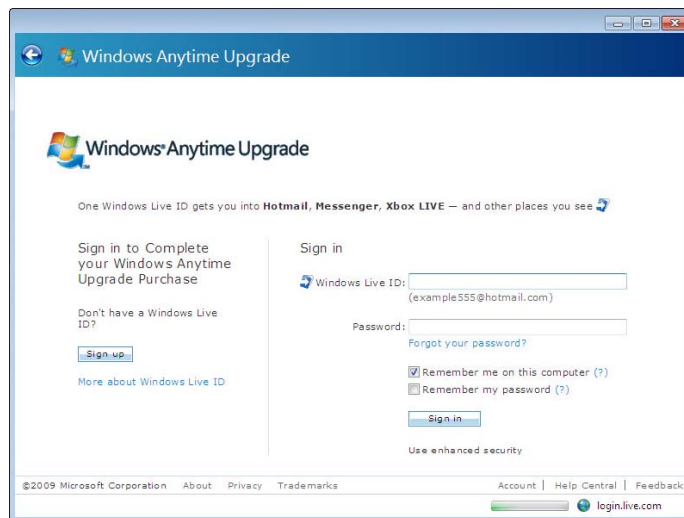 Windows Anytime Upgrade
Windows® Anytime Upgrade
One Windows Live ID gets you into Hotmail, Messenger, Xbox LIVE — and other places you see
Sign in to Complete
your Windows Anytime
Upgrade Purchase
Don't have a Windows Live
ID?
Sign up
More about Windows Live ID
Sign in
Windows Live ID:
(example555@hotmail.com)
Password:
Forgot your password?
Remember me on this computer (?)
Remember my password (?)
Sign in
Use enhanced security
©2009 Microsoft Corporation About Privacy Trademarks Account | Help Central | Feedback
login.live.com